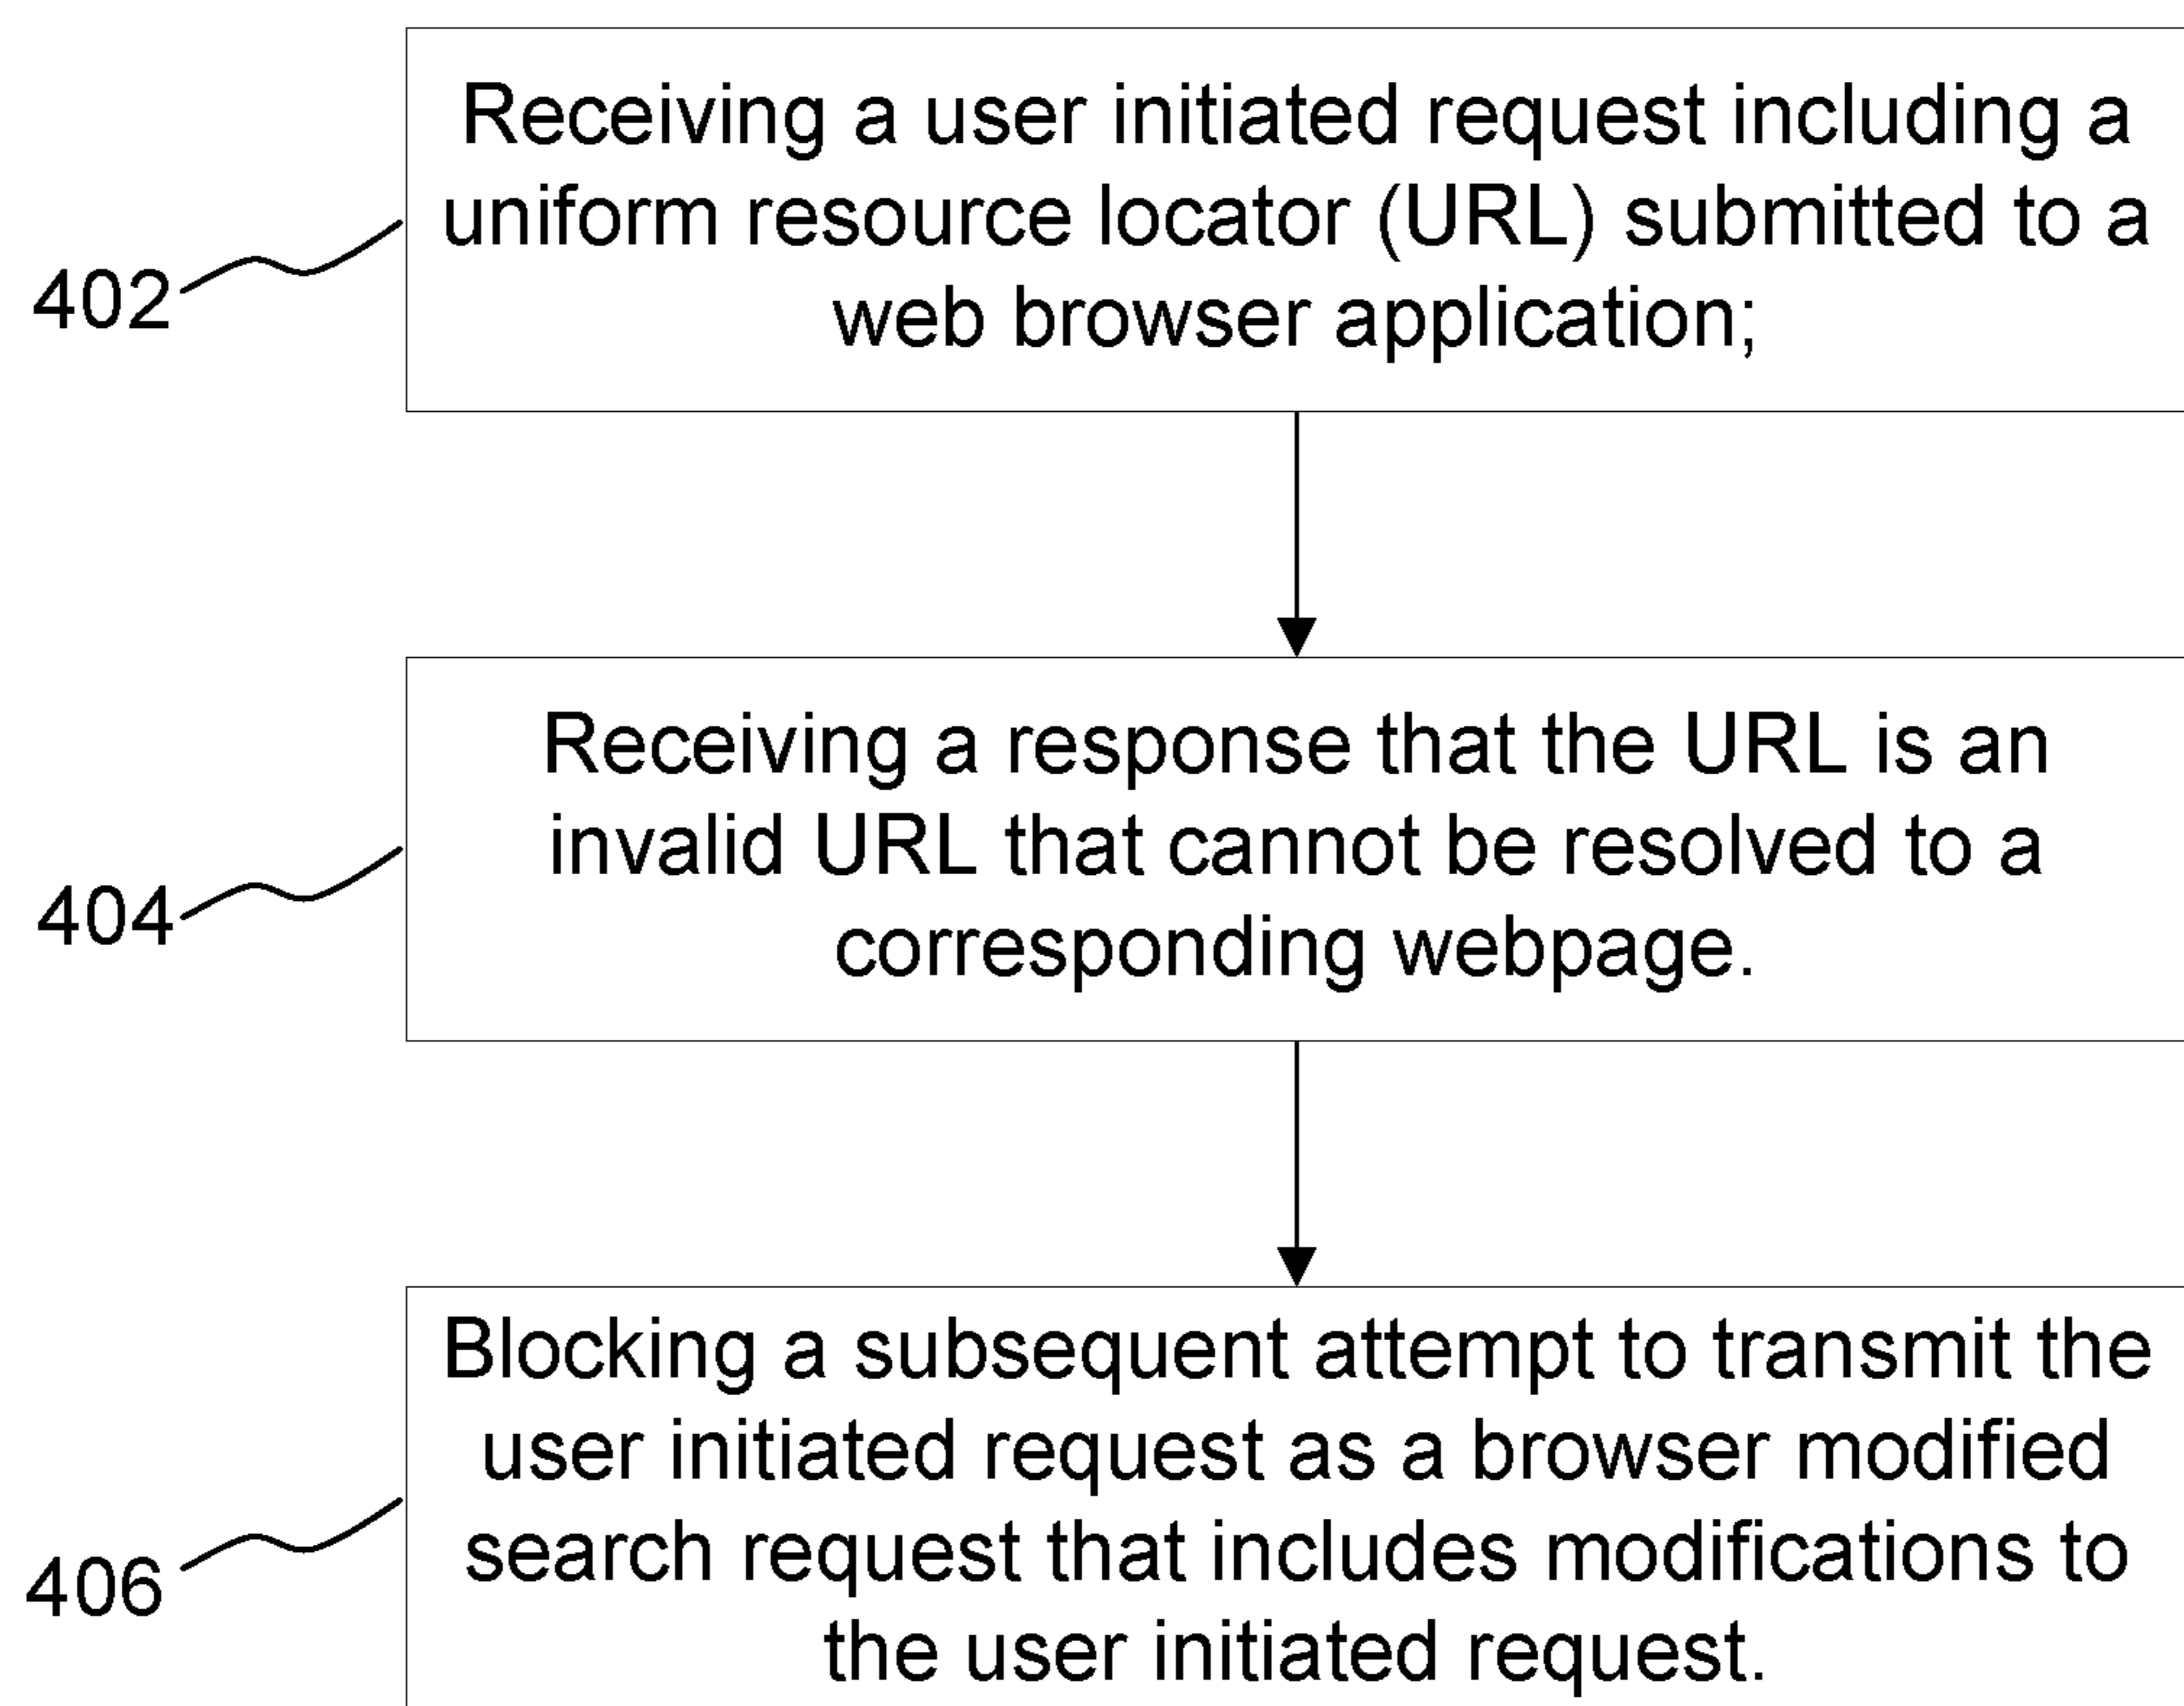 Receiving a user initiated request including a
uniform resource locator (URL) submitted to a
web browser application;
402
Receiving a response that the URL is an
invalid URL that cannot be resolved to a
corresponding webpage.
404
Blocking a subsequent attempt to transmit the
user initiated request as a browser modified
search request that includes modifications to
the user initiated request.
406